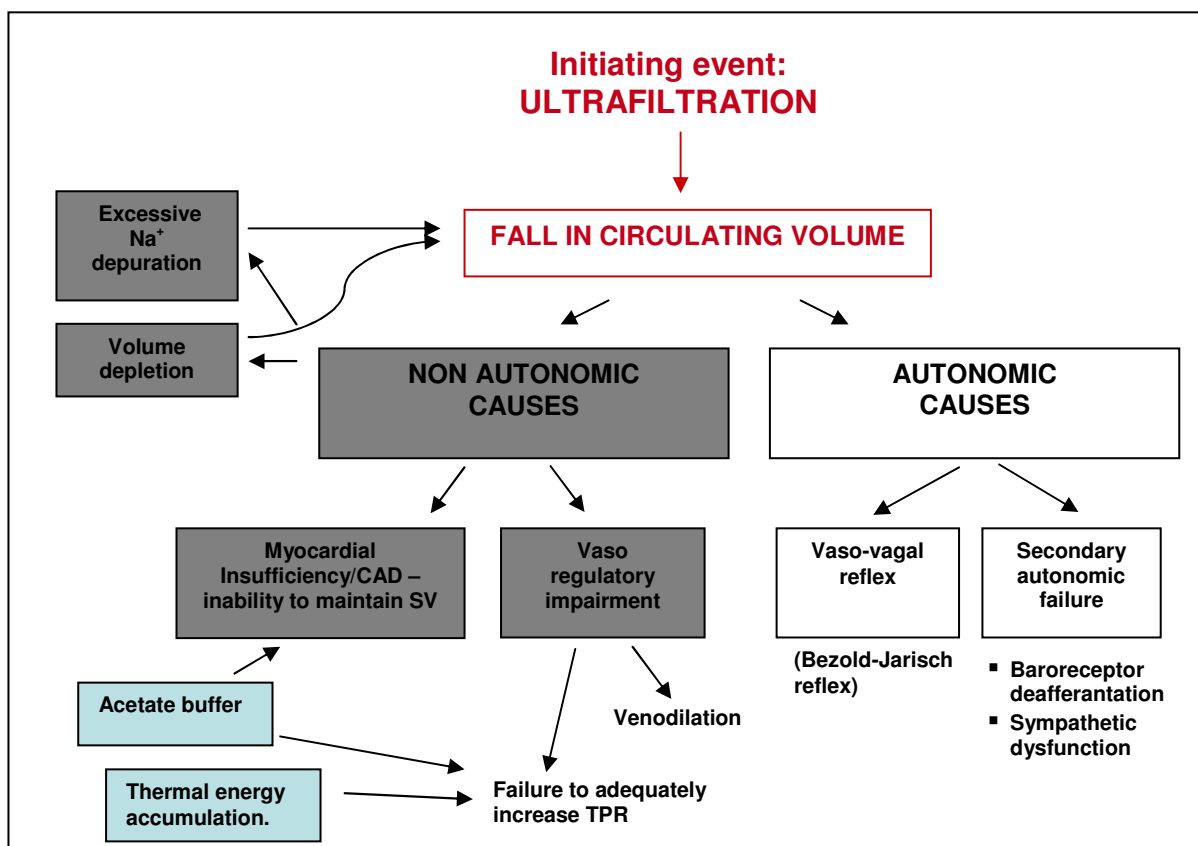 Initiating event:
ULTRAFILTRATION
Excessive
Na⁺
depuration
FALL IN CIRCULATING VOLUME
Volume
depletion
NON AUTONOMIC
CAUSES
AUTONOMIC
CAUSES
Myocardial
Insufficiency/CAD –
inability to maintain SV
Vaso
regulatory
impairment
Vaso-vagal
reflex
Secondary
autonomic
failure
(Bezold-Jarisch
reflex)
▪ Baroreceptor
deafferantation
▪ Sympathetic
dysfunction
Acetate buffer
Venodilation
Thermal energy
accumulation.
Failure to adequately
increase TPR